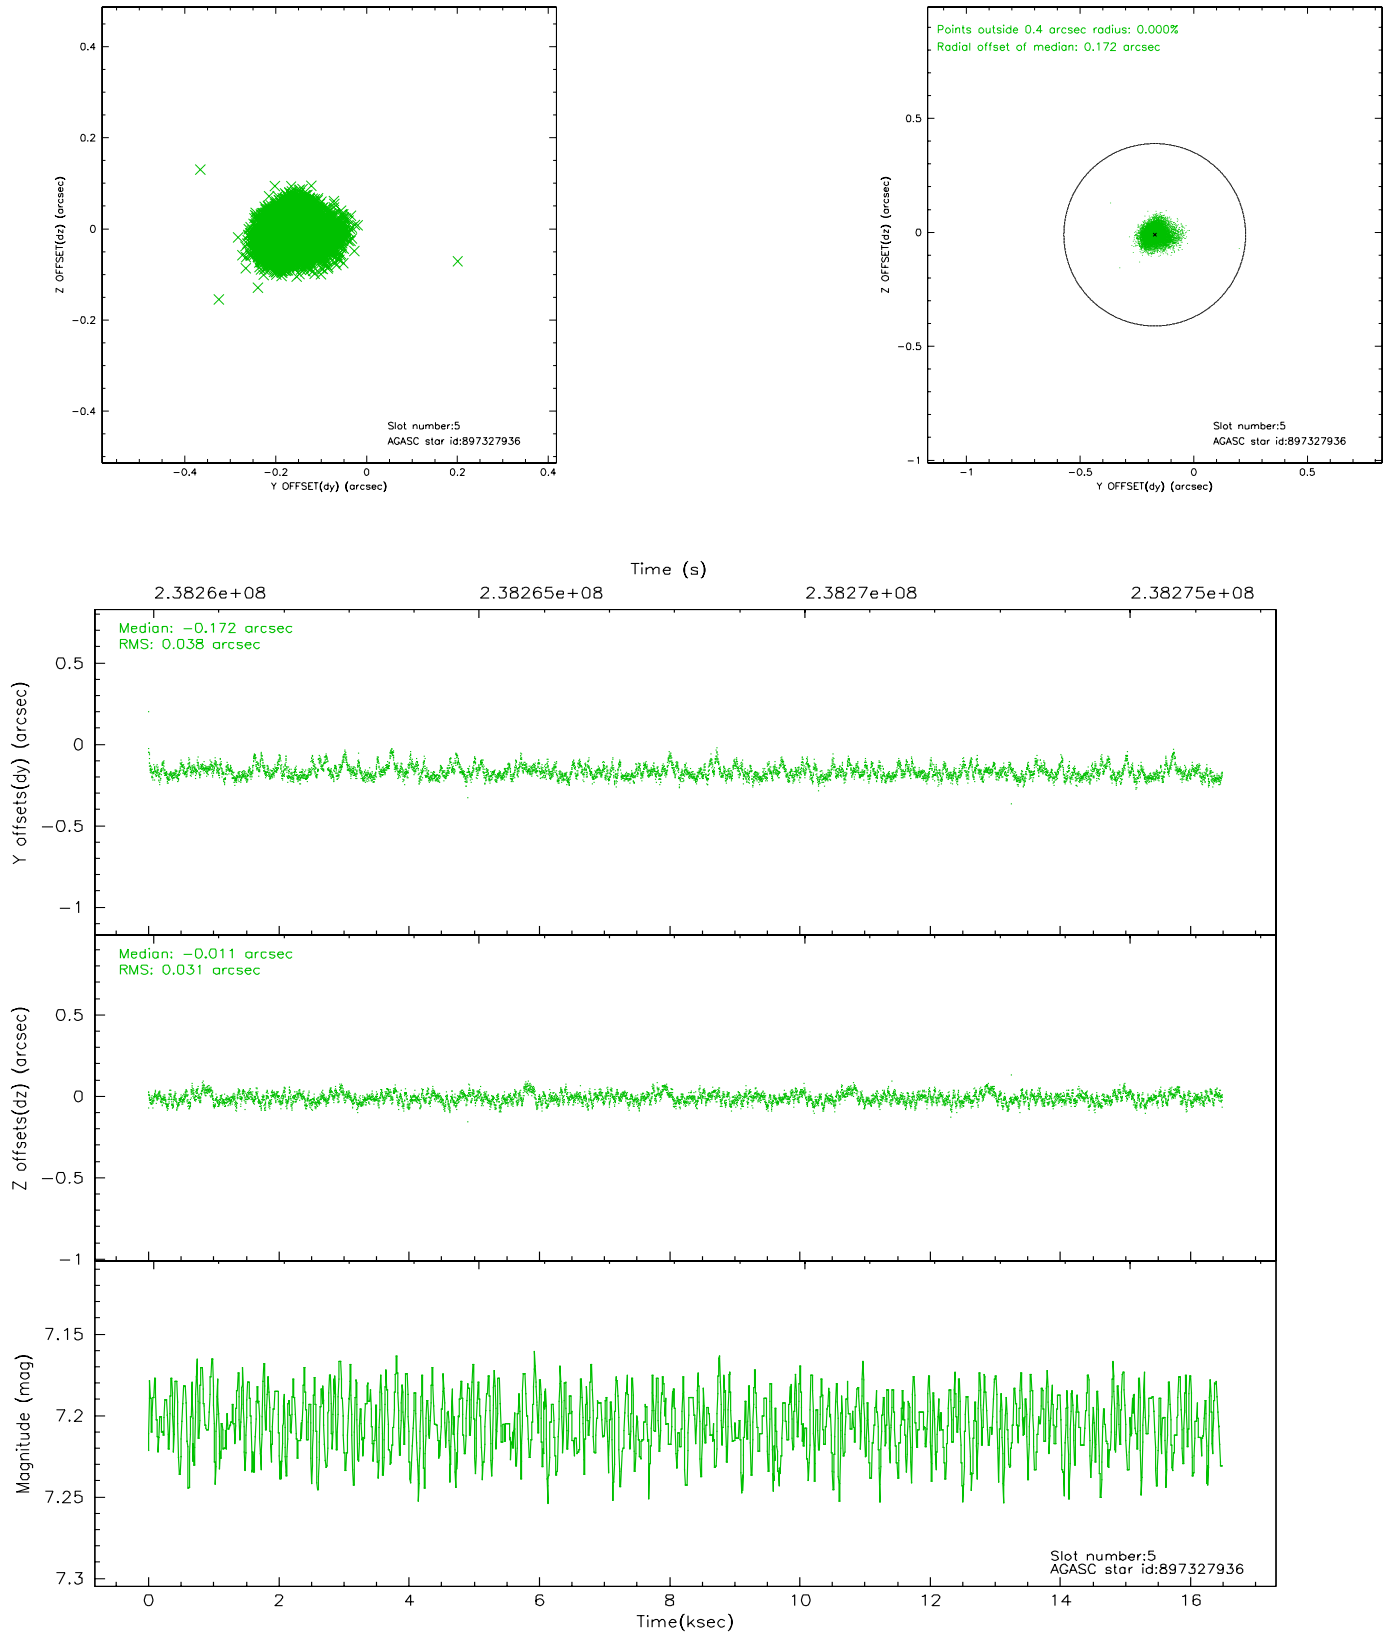 0.4
0.2
0
−0.2
−0.4
Z OFFSET(dz) (arcsec)
Slot number:5
AGASC star id:897327936
−0.4
−0.2
0
0.2
0.4
Y OFFSET(dy) (arcsec)
Points outside 0.4 arcsec radius: 0.000%
Radial offset of median: 0.172 arcsec
0.5
0
−0.5
−1
Z OFFSET(dz) (arcsec)
Slot number:5
AGASC star id:897327936
−1
−0.5
0
0.5
Y OFFSET(dy) (arcsec)
Time (s)
2.3826e+08
2.38265e+08
2.3827e+08
2.38275e+08
Median: −0.172 arcsec
RMS: 0.038 arcsec
0.5
0
−0.5
−1
Y offsets(dy) (arcsec)
Median: −0.011 arcsec
RMS: 0.031 arcsec
0.5
0
−0.5
−1
Z offsets(dz) (arcsec)
7.15
7.2
7.25
7.3
Magnitude (mag)
Slot number:5
AGASC star id:897327936
0
2
4
6
8
10
12
14
16
Time(ksec)